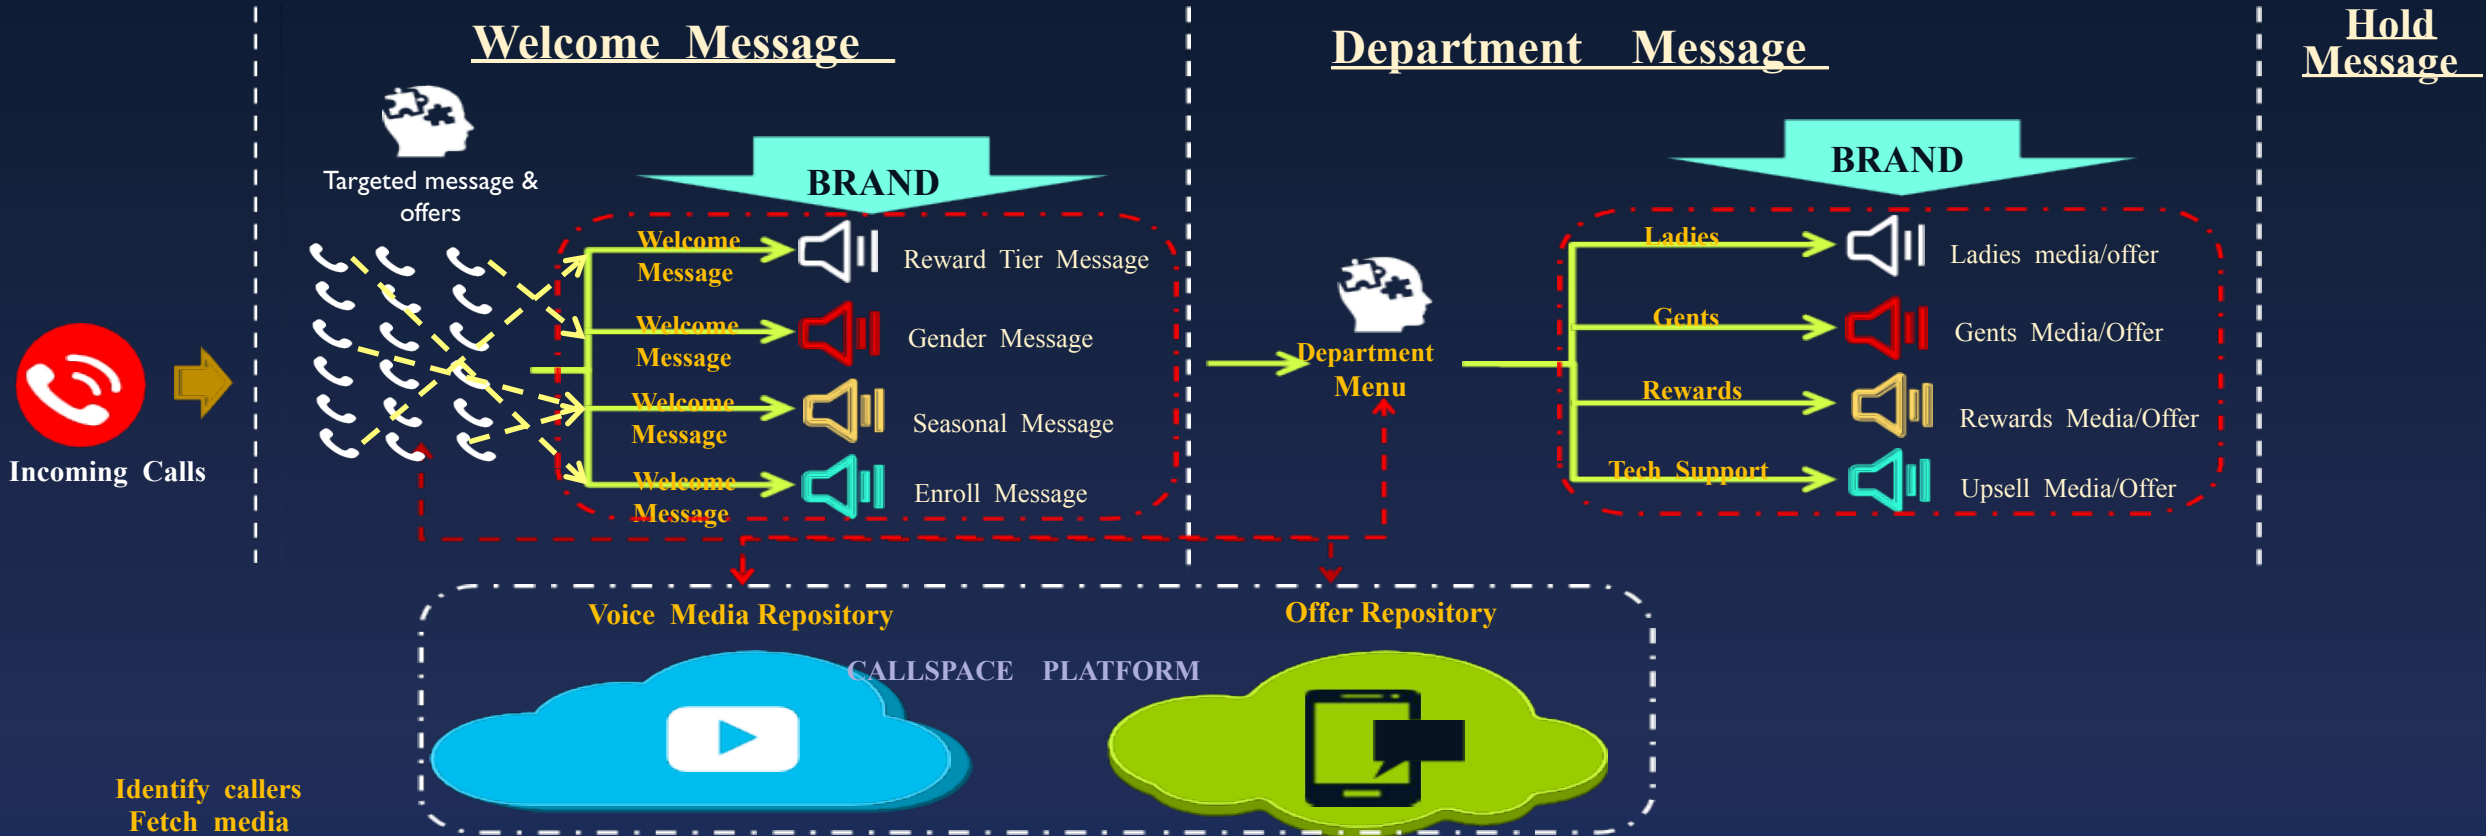 Welcome Message
Department Message
Hold
Message
Targeted message &
offers
BRAND
Welcome
Message
Reward Tier Message
Welcome
Message
Gender Message
Welcome
Message
Seasonal Message
Welcome
Message
Enroll Message
Incoming Calls
Department
Menu
BRAND
Ladies
Ladies media/offer
Gents
Gents Media/Offer
Rewards
Rewards Media/Offer
Tech Support
Upsell Media/Offer
Voice Media Repository
Offer Repository
CALLSPACE PLATFORM
Identify callers
Fetch media